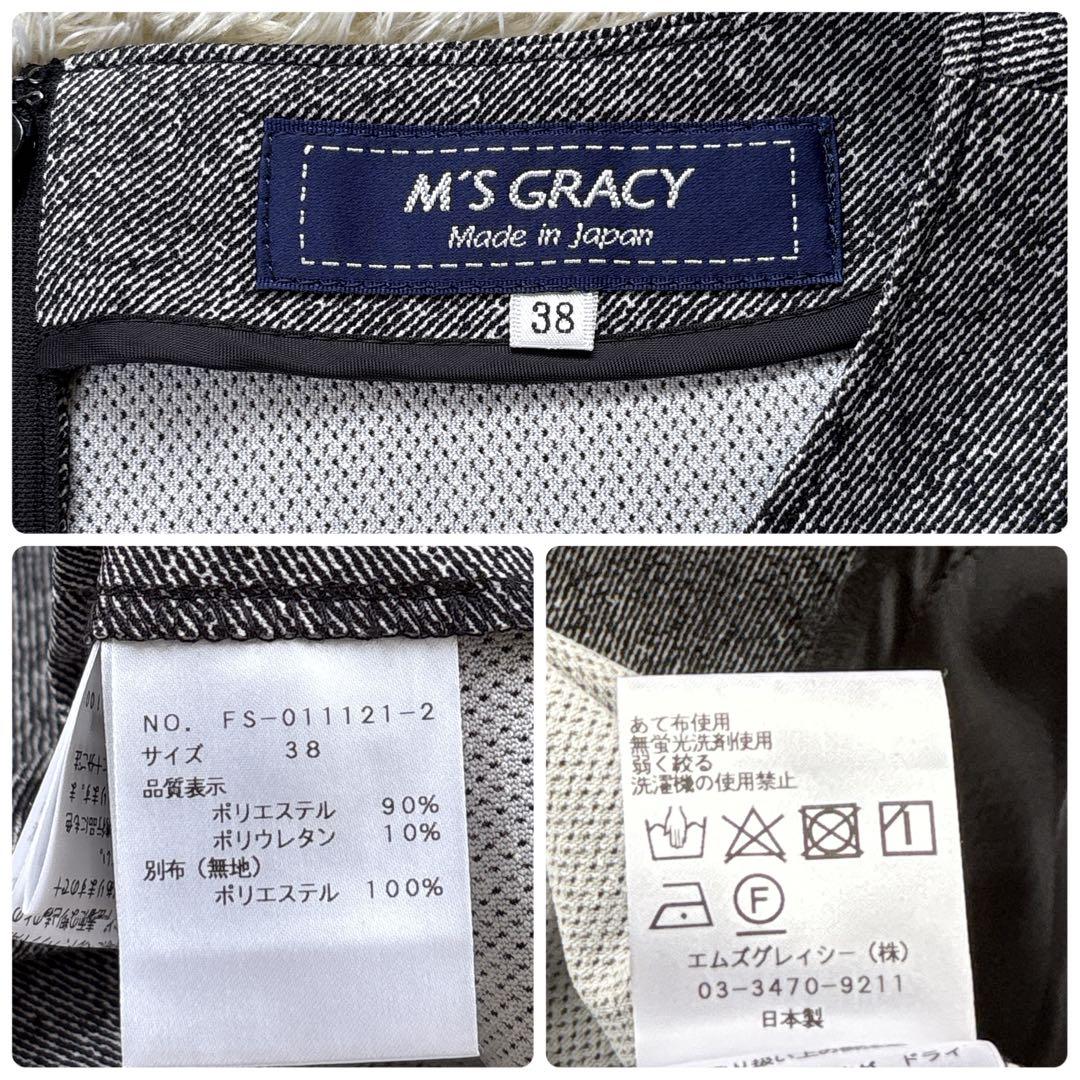 M'S GRACY
Made in Japan
38
NO. FS-011121-2
サイズ 38
品質表示
ポリエステル 90%
ポリウレタン 10%
別布（無地）
ポリエステル 100%
あて布使用
無蛍光洗剤使用
弱く絞る
洗濯機の使用禁止
F
エムズグレイシー（株）
03-3470-9211
日本製